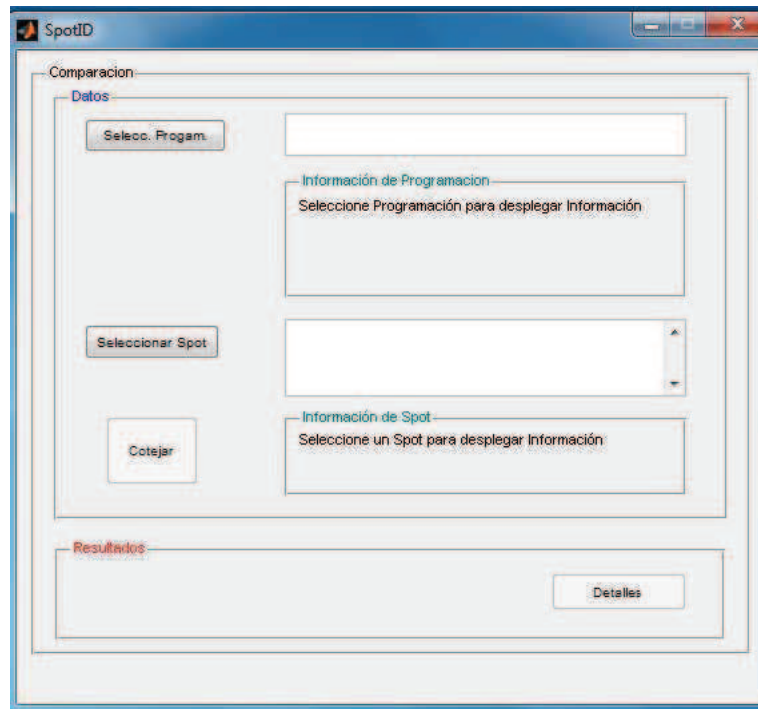 SpotID
Comparacion
Datos
Selecc. Progam.
Información de Programacion
Seleccione Programación para desplegar Información
Seleccionar Spot
Información de Spot
Seleccione un Spot para desplegar Información
Cotejar
Resultados
Detalles